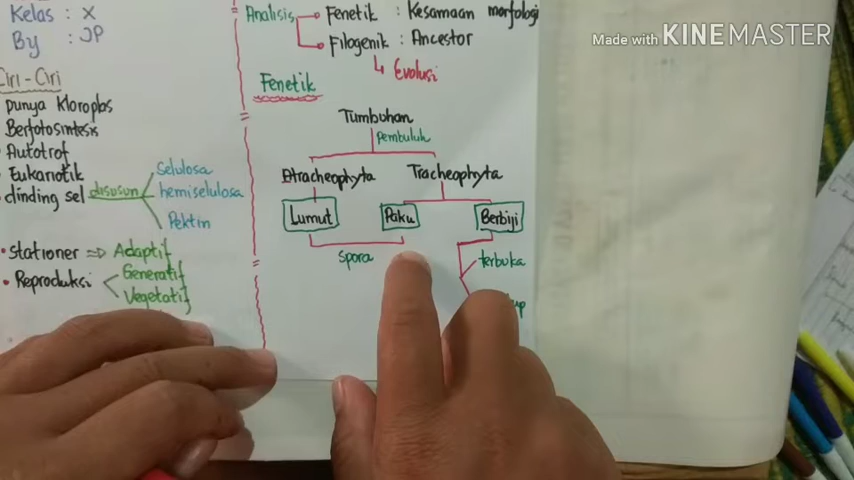 Kelas : X
By : JP
Ciri-Ciri
punya kloroplas
Berfotosintesis
Autotrof
Eukariotik
dinding sel disusun
Selulosa
hemiselulosa
Pektin
• Stationer => Adaptif
• Reproduksi
Generatif
Vegetatif
Analisis
Fenetik : Kesamaan morfologi
Filogenik : Ancestor
Evolusi
Fenetik
Tumbuhan
pembuluh
Atracheophyta
Tracheophyta
Lumut
Paku
Berbiji
Spora
terbuka
Made with KINEMASTER